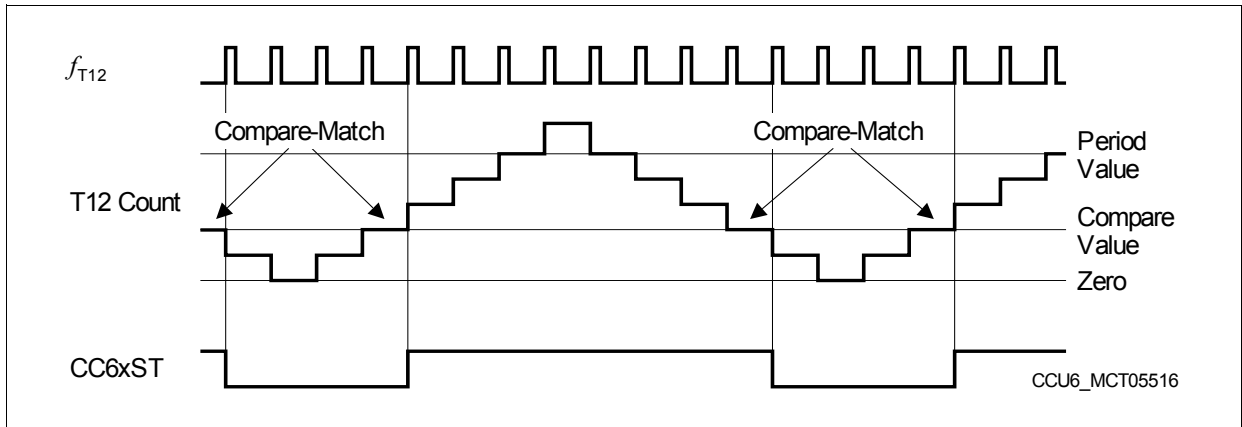 fT12
Compare-Match
Compare-Match
Period
Value
T12 Count
Compare
Value
Zero
CC6xST
CCU6_MCT05516